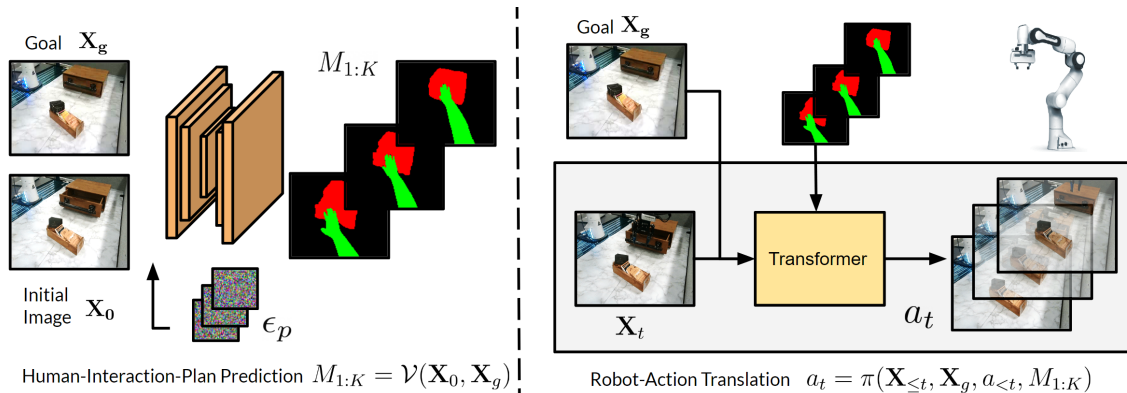 Goal X_g
M_{1:K}
Initial
Image X_0
ϵ_p
Human-Interaction-Plan Prediction M_{1:K} = 𝒱(X_0, X_g)
Goal X_g
Transformer
X_t
a_t
Robot-Action Translation a_t = π(X_{≤t}, X_g, a_{<t}, M_{1:K})